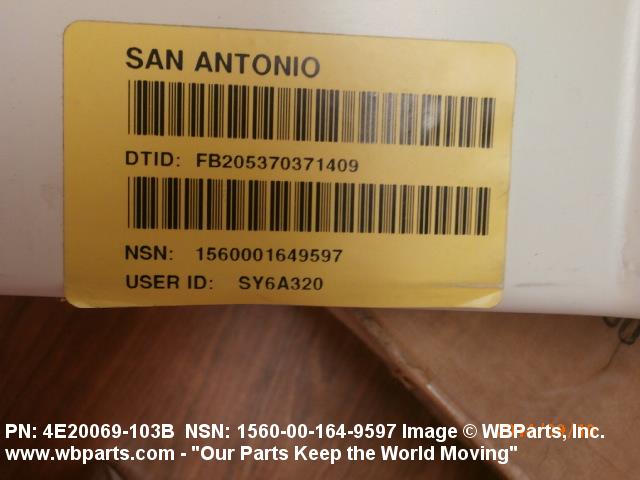 SAN ANTONIO
DTID: FB205370371409
NSN: 1560001649597
USER ID: SY6A320
PN: 4E20069-103B NSN: 1560-00-164-9597 Image © WBParts, Inc.
www.wbparts.com - "Our Parts Keep the World Moving"